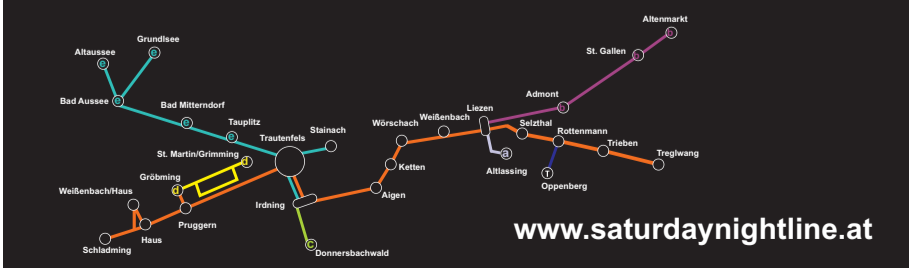 Altenmarkt
b
Grundlsee
e
Altaussee
e
St. Gallen
b
Bad Aussee
e
Admont
b
Bad Mitterndorf
e
Liezen
Weißenbach
Tauplitz
e
Wörschach
Selzthal
Stainach
Rottenmann
Trautenfels
Trieben
St. Martin/Grimming
d
a
Treglwang
Ketten
Altlassing
Gröbming
d
f
Oppenberg
Weißenbach/Haus
Aigen
Irdning
Pruggern
www.saturdaynightline.at
Haus
Schladming
c
Donnersbachwald